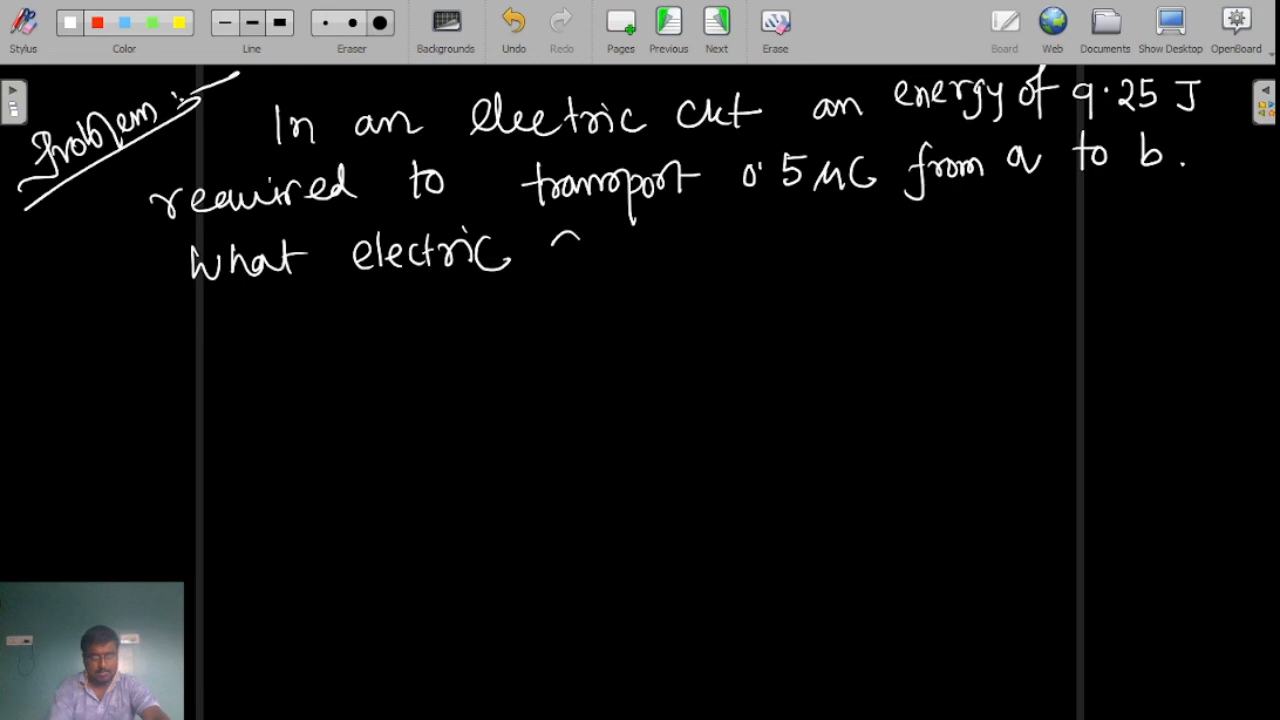 Stylus
Color
Line
Eraser
Backgrounds
Undo
Redo
Pages
Previous
Next
Erase
Board
Web
Documents
Show Desktop
OpenBoard
Problem :-
In an electric ckt an energy of 9.25 J
required to transport 0.5 μC from a to b.
What electric